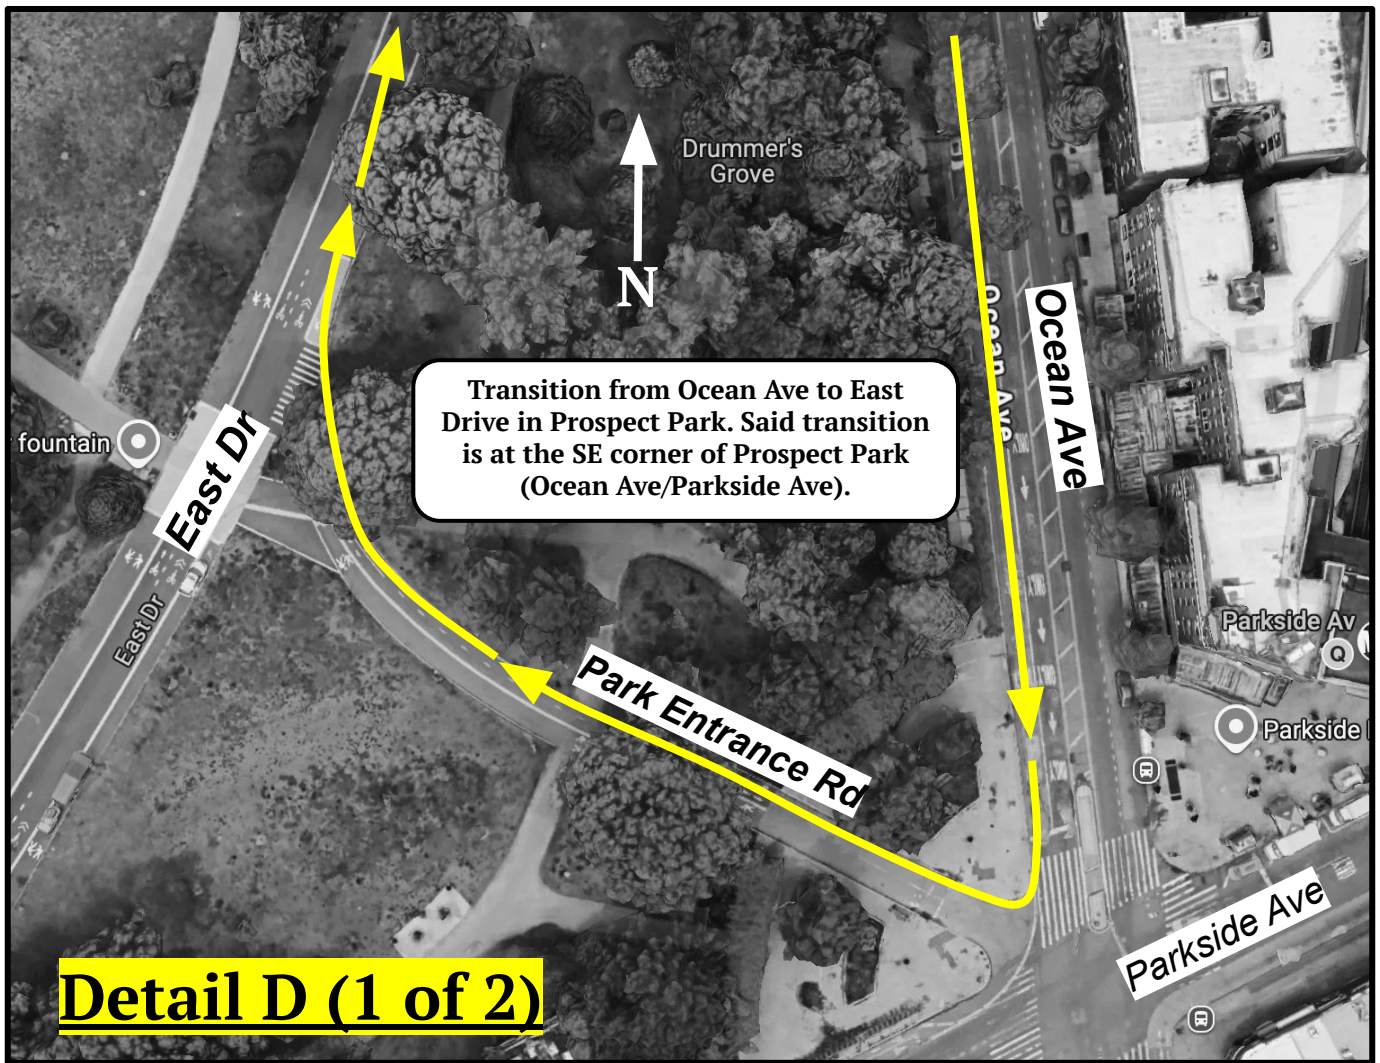 Drummer's
Grove
N
Ocean Ave
Ocean Ave
Transition from Ocean Ave to East
Drive in Prospect Park. Said transition
is at the SE corner of Prospect Park
(Ocean Ave/Parkside Ave).
fountain
East Dr
East Dr
Parkside Av
Q
Park Entrance Rd
Parkside
Parkside Ave
Detail D (1 of 2)